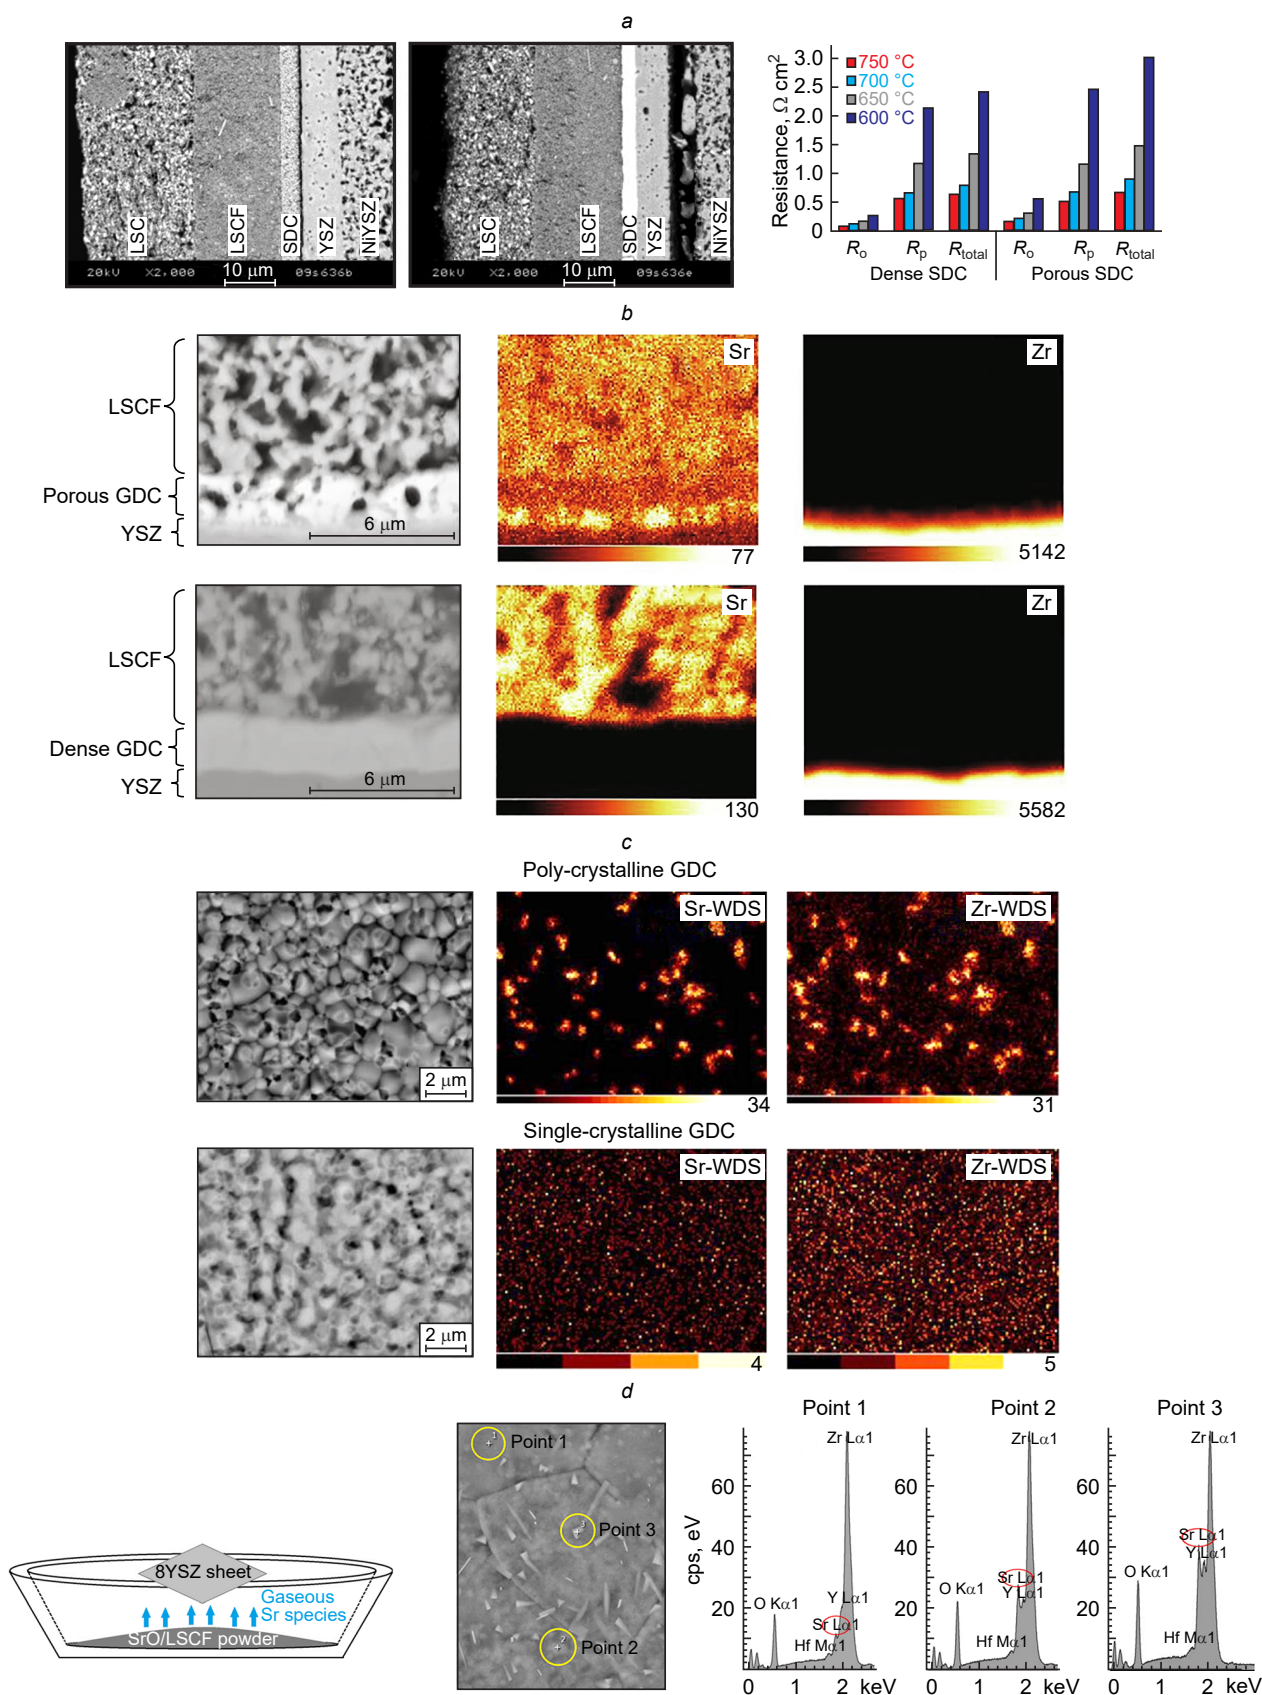 a
LSC
LSCF
SDC
YSZ
NiYSZ
20kV X2,000 10 μm 09s636b
LSC
LSCF
SDC
YSZ
NiYSZ
20kV X2,000 10 μm 09s636e
Resistance, Ω cm2
3.0
2.5
2.0
1.5
1.0
0.5
0
750 °C
700 °C
650 °C
600 °C
Ro Rp Rtotal Ro Rp Rtotal
Dense SDC Porous SDC
b
LSCF
Porous GDC
YSZ
6 μm
Sr
77
Zr
5142
LSCF
Dense GDC
YSZ
6 μm
Sr
130
Zr
5582
c
Poly-crystalline GDC
2 μm
Sr-WDS
34
Zr-WDS
31
Single-crystalline GDC
2 μm
Sr-WDS
4
Zr-WDS
5
d
8YSZ sheet
Gaseous
Sr species
SrO/LSCF powder
1
Point 1
3
Point 3
2
Point 2
Point 1
cps, eV
60
40
20
Zr Lα1
Y Lα1
O Kα1
Sr Lα1
Hf Mα1
0 1 2 keV
Point 2
60
40
20
Zr Lα1
Sr Lα1
Y Lα1
O Kα1
Hf Mα1
0 1 2 keV
Point 3
60
40
20
Zr Lα1
Sr Lα1
Y Lα1
O Kα1
Hf Mα1
0 1 2 keV